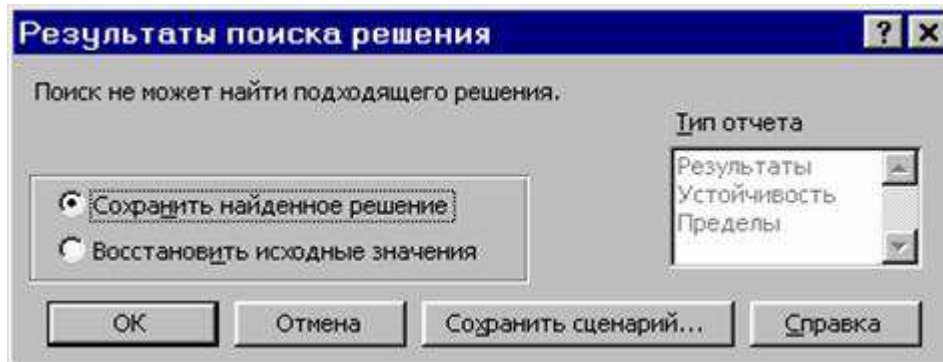 Результаты поиска решения
Поиск не может найти подходящего решения.
Тип отчета
Результаты
Устойчивость
Пределы
Сохранить найденное решение
Восстановить исходные значения
ОК
Отмена
Сохранить сценарий...
Справка